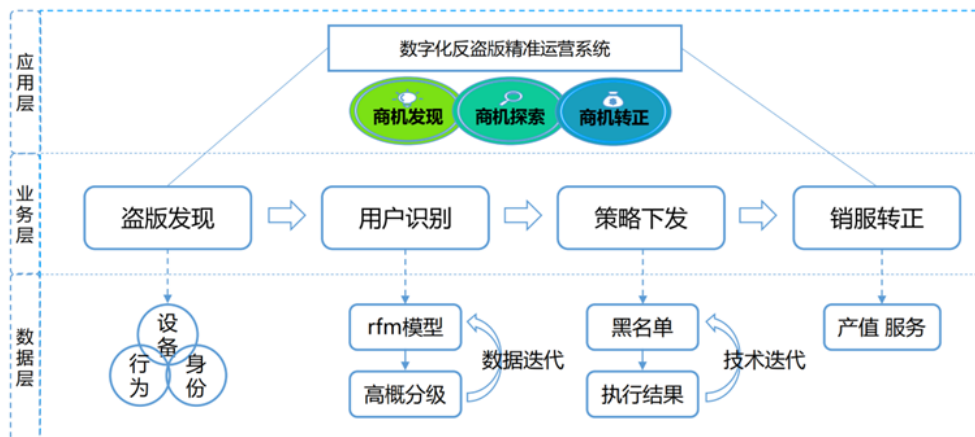 应用层
数字化反盗版精准运营系统
商机发现
商机探索
商机转正
业务层
盗版发现
用户识别
策略下发
销服转正
数据层
设备
行为
身份
rfm模型
高概分级
数据迭代
黑名单
执行结果
技术迭代
产值 服务